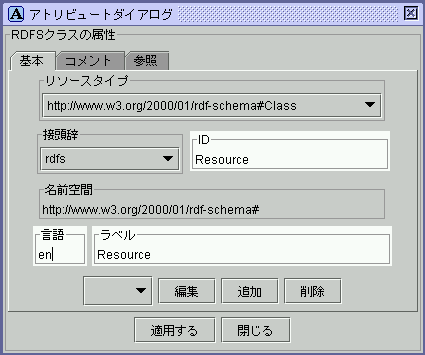 アトリビュートダイアログ
RDFSクラスの属性
基本 コメント 参照
リソースタイプ
http://www.w3.org/2000/01/rdf-schema#Class
接頭辞 ID
rdfs Resource
名前空間
http://www.w3.org/2000/01/rdf-schema#
言語 ラベル
en Resource
編集 追加 削除
適用する 閉じる